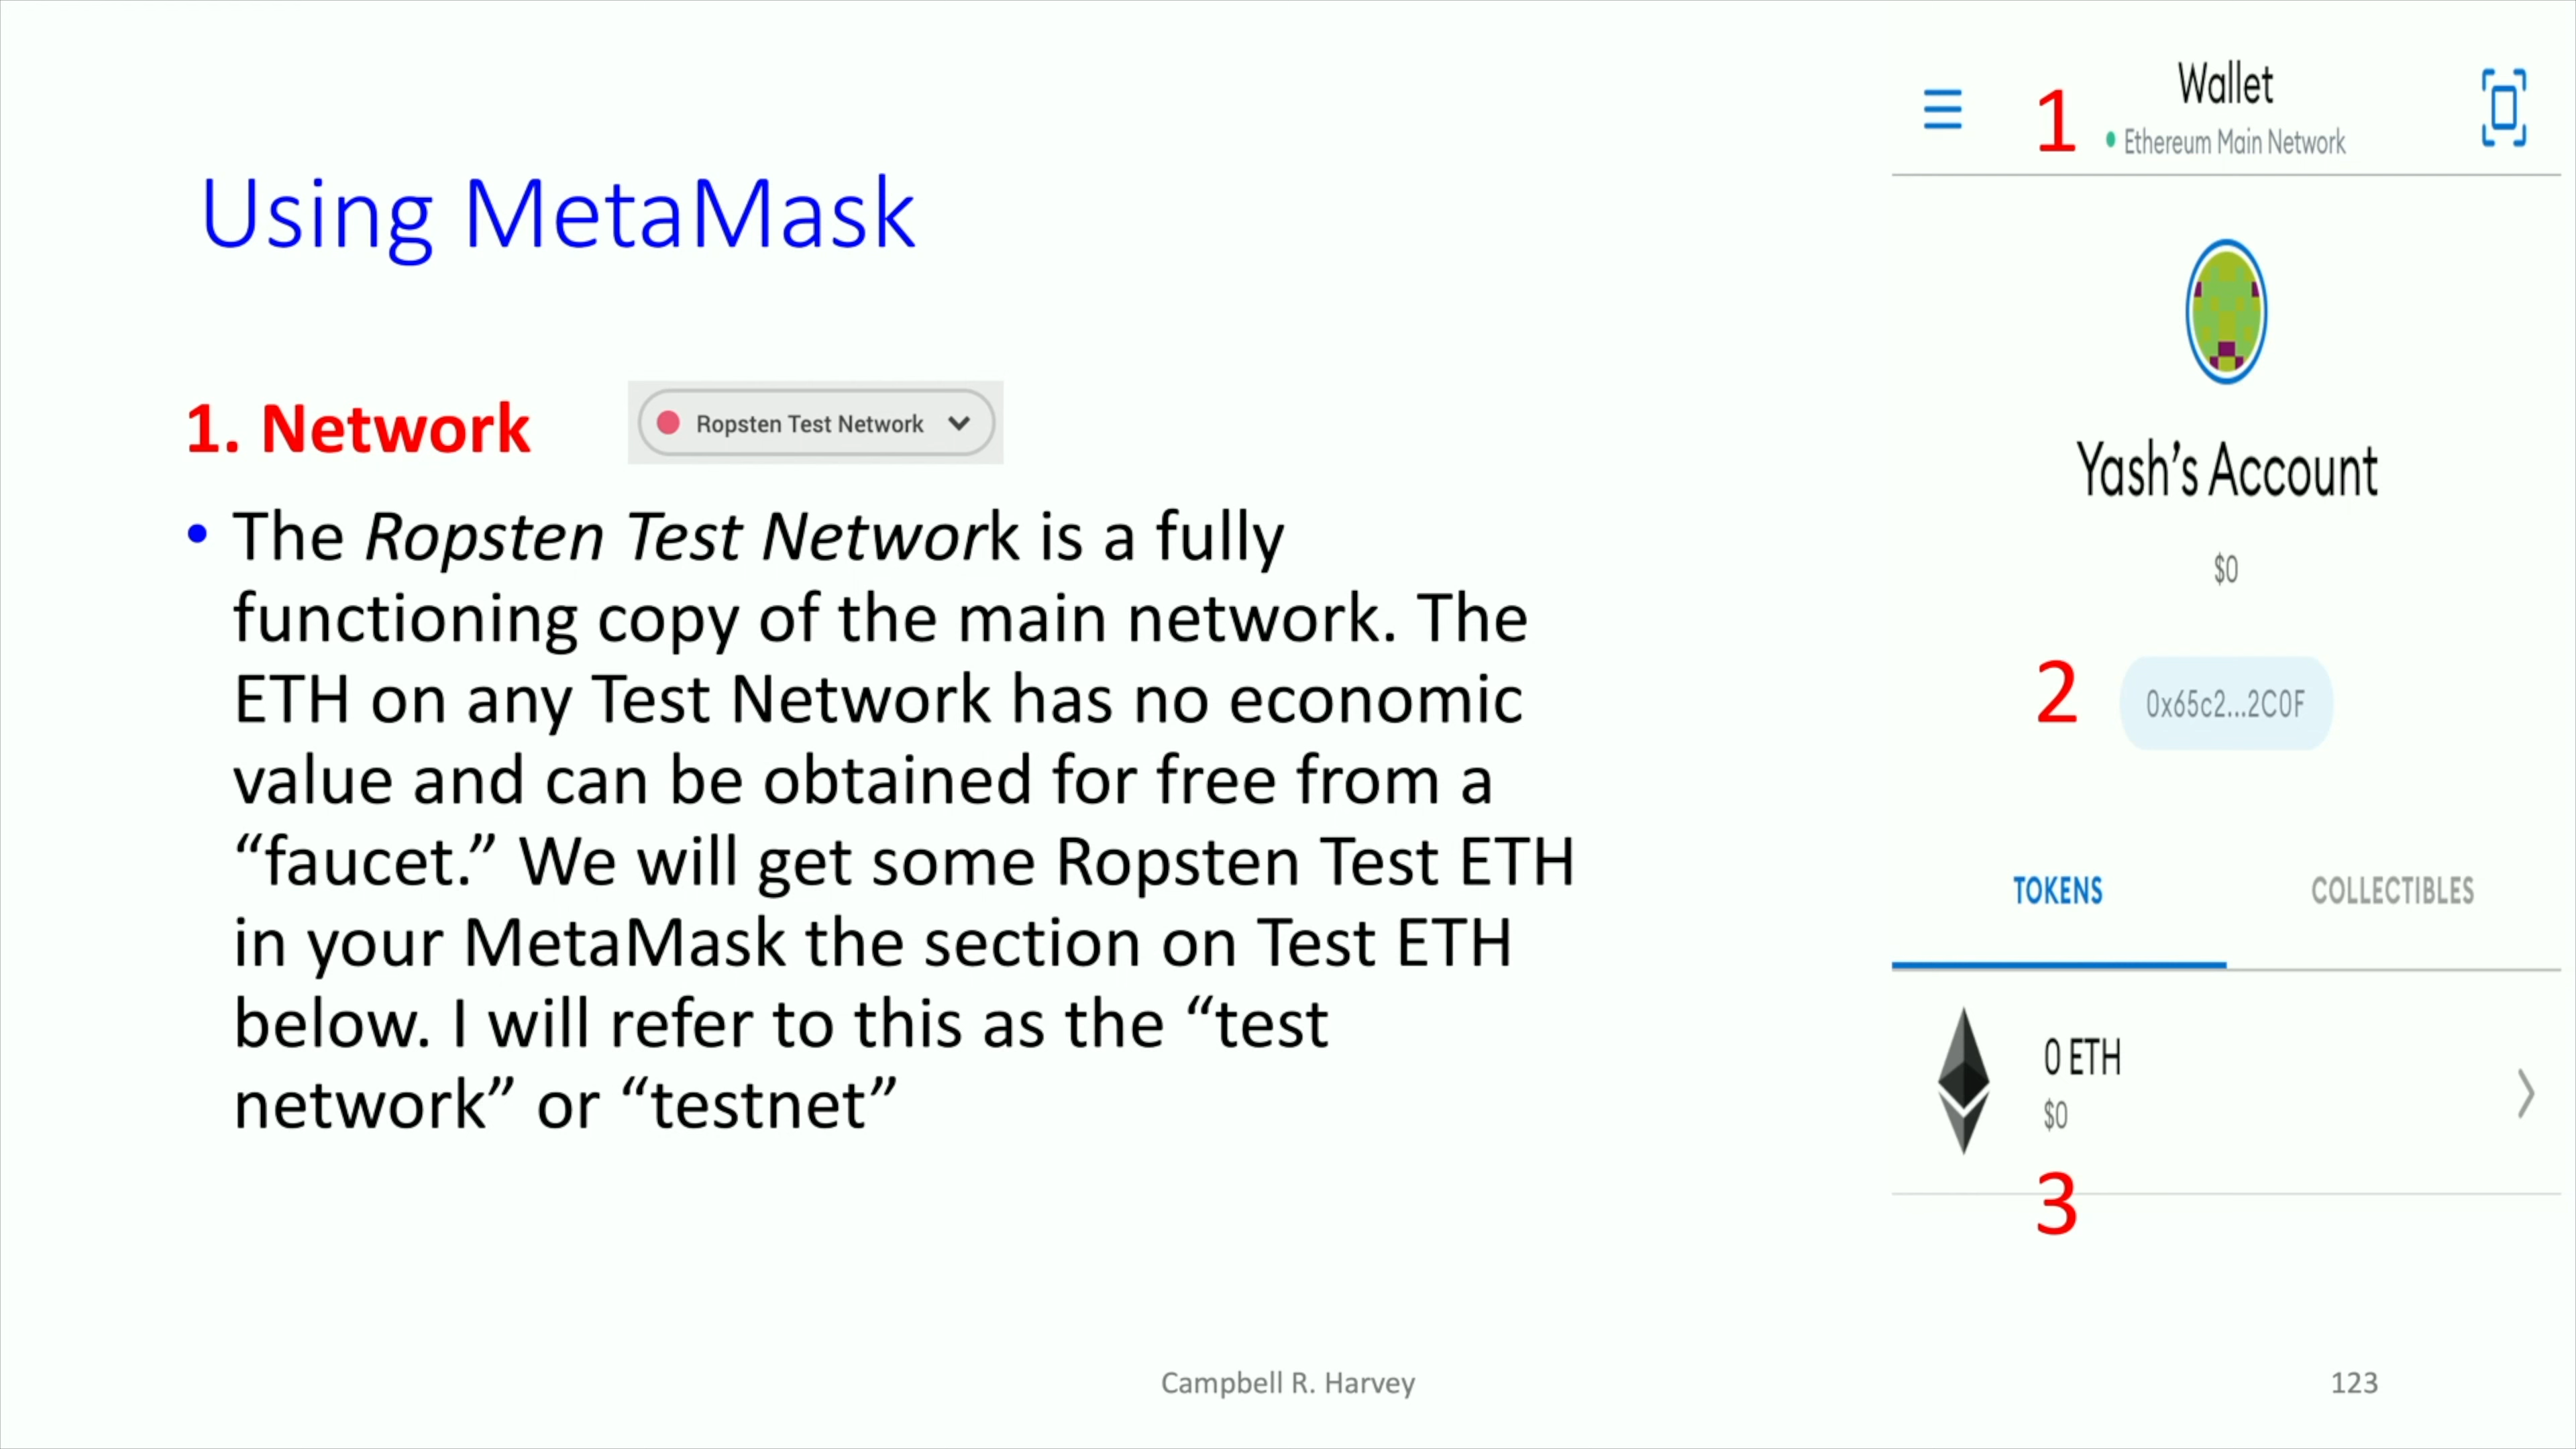 Using MetaMask
1. Network
Ropsten Test Network
• The Ropsten Test Network is a fully
functioning copy of the main network. The
ETH on any Test Network has no economic
value and can be obtained for free from a
“faucet.” We will get some Ropsten Test ETH
in your MetaMask the section on Test ETH
below. I will refer to this as the “test
network” or “testnet”
Wallet
1
Ethereum Main Network
Yash’s Account
$0
2
0x65c2...2C0F
TOKENS
COLLECTIBLES
0 ETH
$0
3
Campbell R. Harvey
123